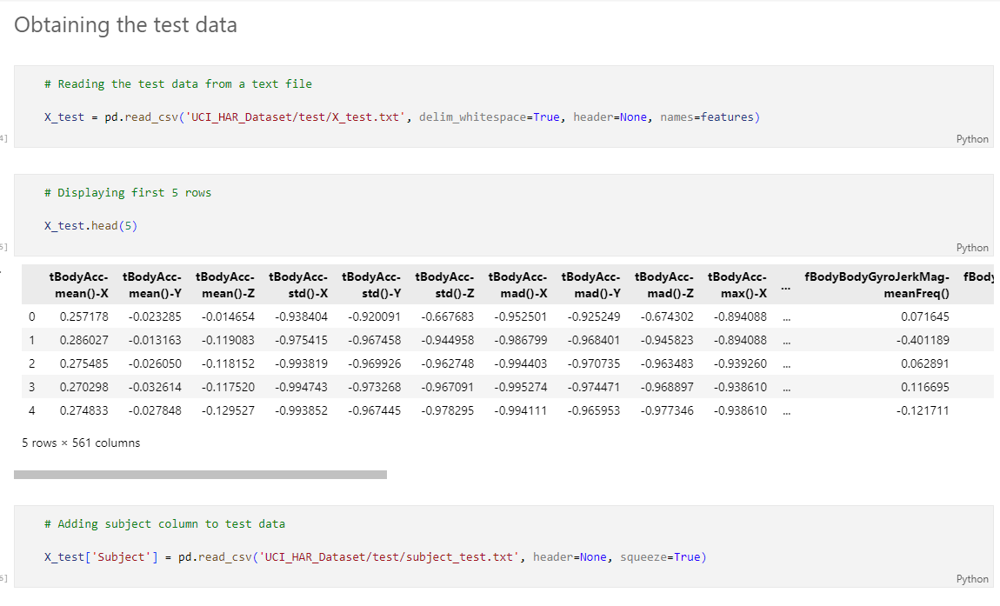 Obtaining the test data
# Reading the test data from a text file
X_test = pd.read_csv('UCI_HAR_Dataset/test/X_test.txt', delim_whitespace=True, header=None, names=features)
4]
Python
# Displaying first 5 rows
X_test.head(5)
5]
Python
tBodyAcc- tBodyAcc- tBodyAcc- tBodyAcc- tBodyAcc- tBodyAcc- tBodyAcc- tBodyAcc- tBodyAcc- tBodyAcc- ... fBodyBodyGyroJerkMag- fBody
mean()-X mean()-Y mean()-Z std()-X std()-Y std()-Z mad()-X mad()-Y mad()-Z max()-X meanFreq()
0 0.257178 -0.023285 -0.014654 -0.938404 -0.920091 -0.667683 -0.952501 -0.925249 -0.674302 -0.894088 ... 0.071645
1 0.286027 -0.013163 -0.119083 -0.975415 -0.967458 -0.944958 -0.986799 -0.968401 -0.945823 -0.894088 ... -0.401189
2 0.275485 -0.026050 -0.118152 -0.993819 -0.969926 -0.962748 -0.994403 -0.970735 -0.963483 -0.939260 ... 0.062891
3 0.270298 -0.032614 -0.117520 -0.994743 -0.973268 -0.967091 -0.995274 -0.974471 -0.968897 -0.938610 ... 0.116695
4 0.274833 -0.027848 -0.129527 -0.993852 -0.967445 -0.978295 -0.994111 -0.965953 -0.977346 -0.938610 ... -0.121711
5 rows × 561 columns
# Adding subject column to test data
X_test['Subject'] = pd.read_csv('UCI_HAR_Dataset/test/subject_test.txt', header=None, squeeze=True)
6]
Python